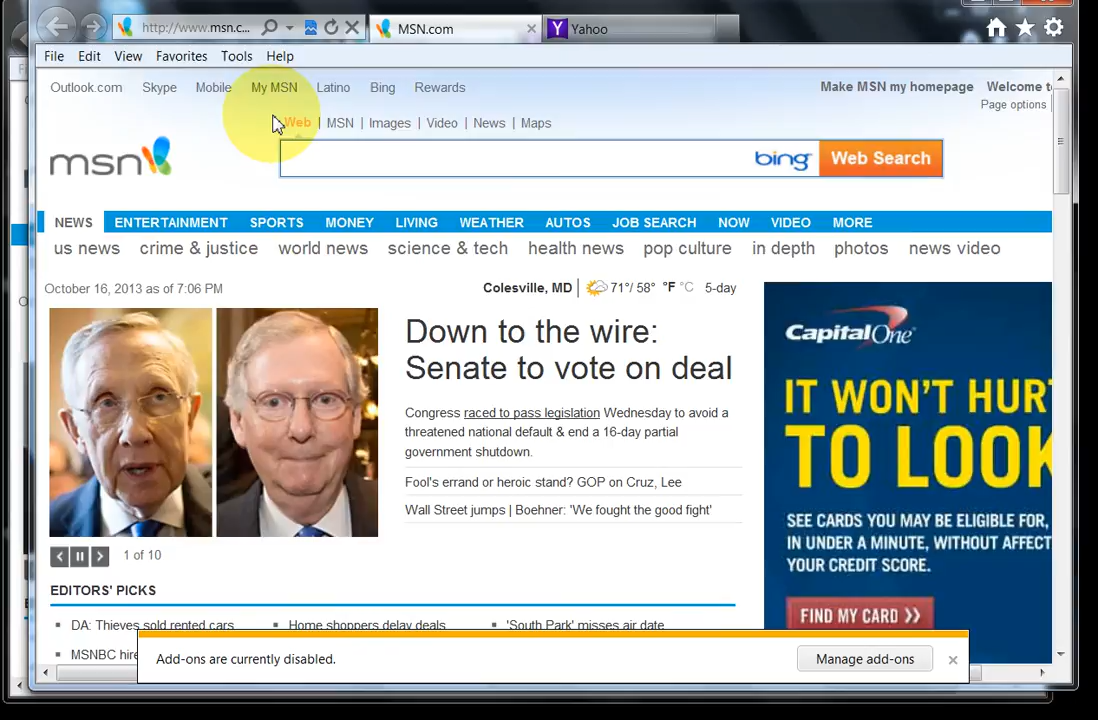 http://www.msn.c...
MSN.com
Yahoo
File Edit View Favorites Tools Help
Outlook.com Skype Mobile My MSN Latino Bing Rewards
Make MSN my homepage Welcome t
Page options
Web | MSN | Images | Video | News | Maps
msn
bing
Web Search
NEWS ENTERTAINMENT SPORTS MONEY LIVING WEATHER AUTOS JOB SEARCH NOW VIDEO MORE
us news crime & justice world news science & tech health news pop culture in depth photos news video
October 16, 2013 as of 7:06 PM
Colesville, MD | 71°/ 58° °F °C 5-day
Down to the wire:
Senate to vote on deal
Congress raced to pass legislation Wednesday to avoid a
threatened national default & end a 16-day partial
government shutdown.
Fool's errand or heroic stand? GOP on Cruz, Lee
Wall Street jumps | Boehner: 'We fought the good fight'
1 of 10
Capital One
IT WON'T HUR
TO LOOK
SEE CARDS YOU MAY BE ELIGIBLE FOR,
IN UNDER A MINUTE, WITHOUT AFFECT
YOUR CREDIT SCORE.
FIND MY CARD >>
EDITORS' PICKS
DA: Thieves sold rented cars
Home shoppers delay deals
'South Park' misses air date
MSNBC hire
Add-ons are currently disabled.
Manage add-ons